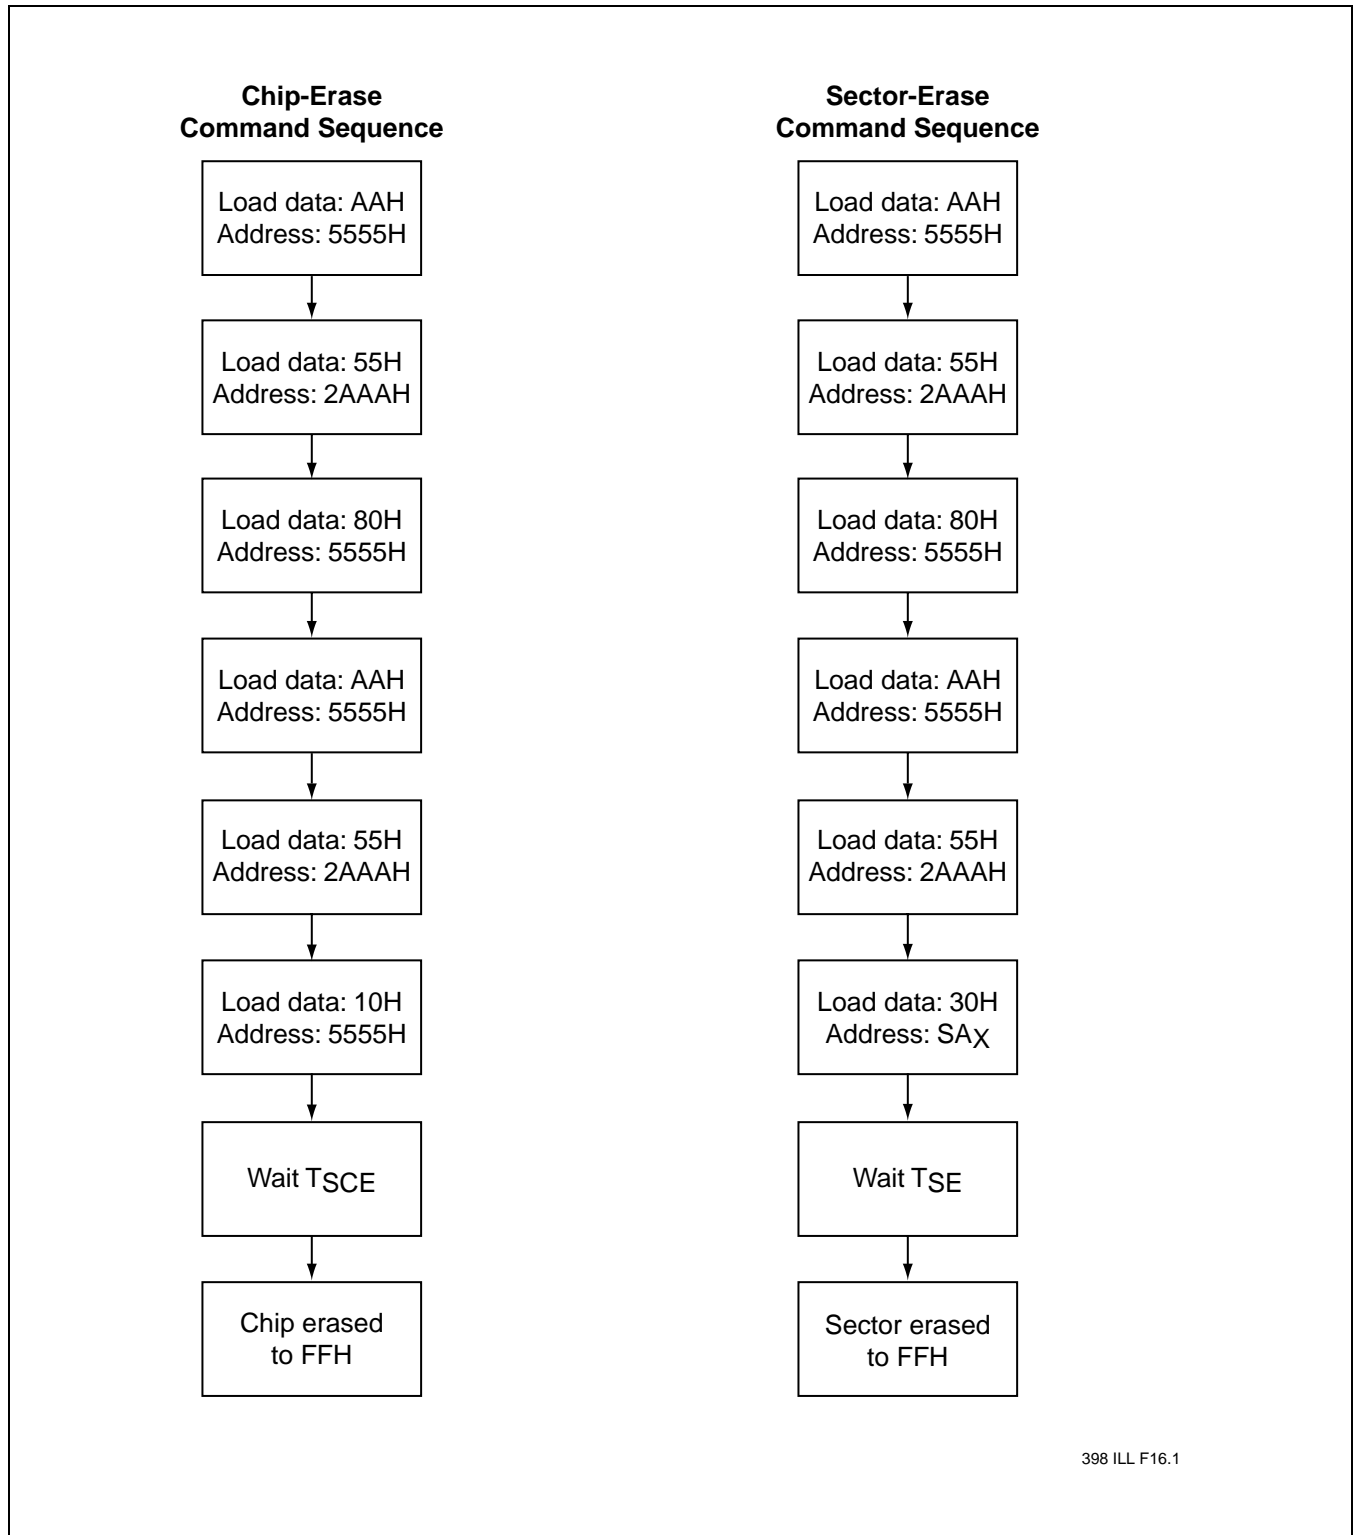 Chip-Erase
Command Sequence
Load data: AAH
Address: 5555H
Load data: 55H
Address: 2AAAH
Load data: 80H
Address: 5555H
Load data: AAH
Address: 5555H
Load data: 55H
Address: 2AAAH
Load data: 10H
Address: 5555H
Wait TSCE
Chip erased
to FFH
Sector-Erase
Command Sequence
Load data: AAH
Address: 5555H
Load data: 55H
Address: 2AAAH
Load data: 80H
Address: 5555H
Load data: AAH
Address: 5555H
Load data: 55H
Address: 2AAAH
Load data: 30H
Address: SAX
Wait TSE
Sector erased
to FFH
398 ILL F16.1